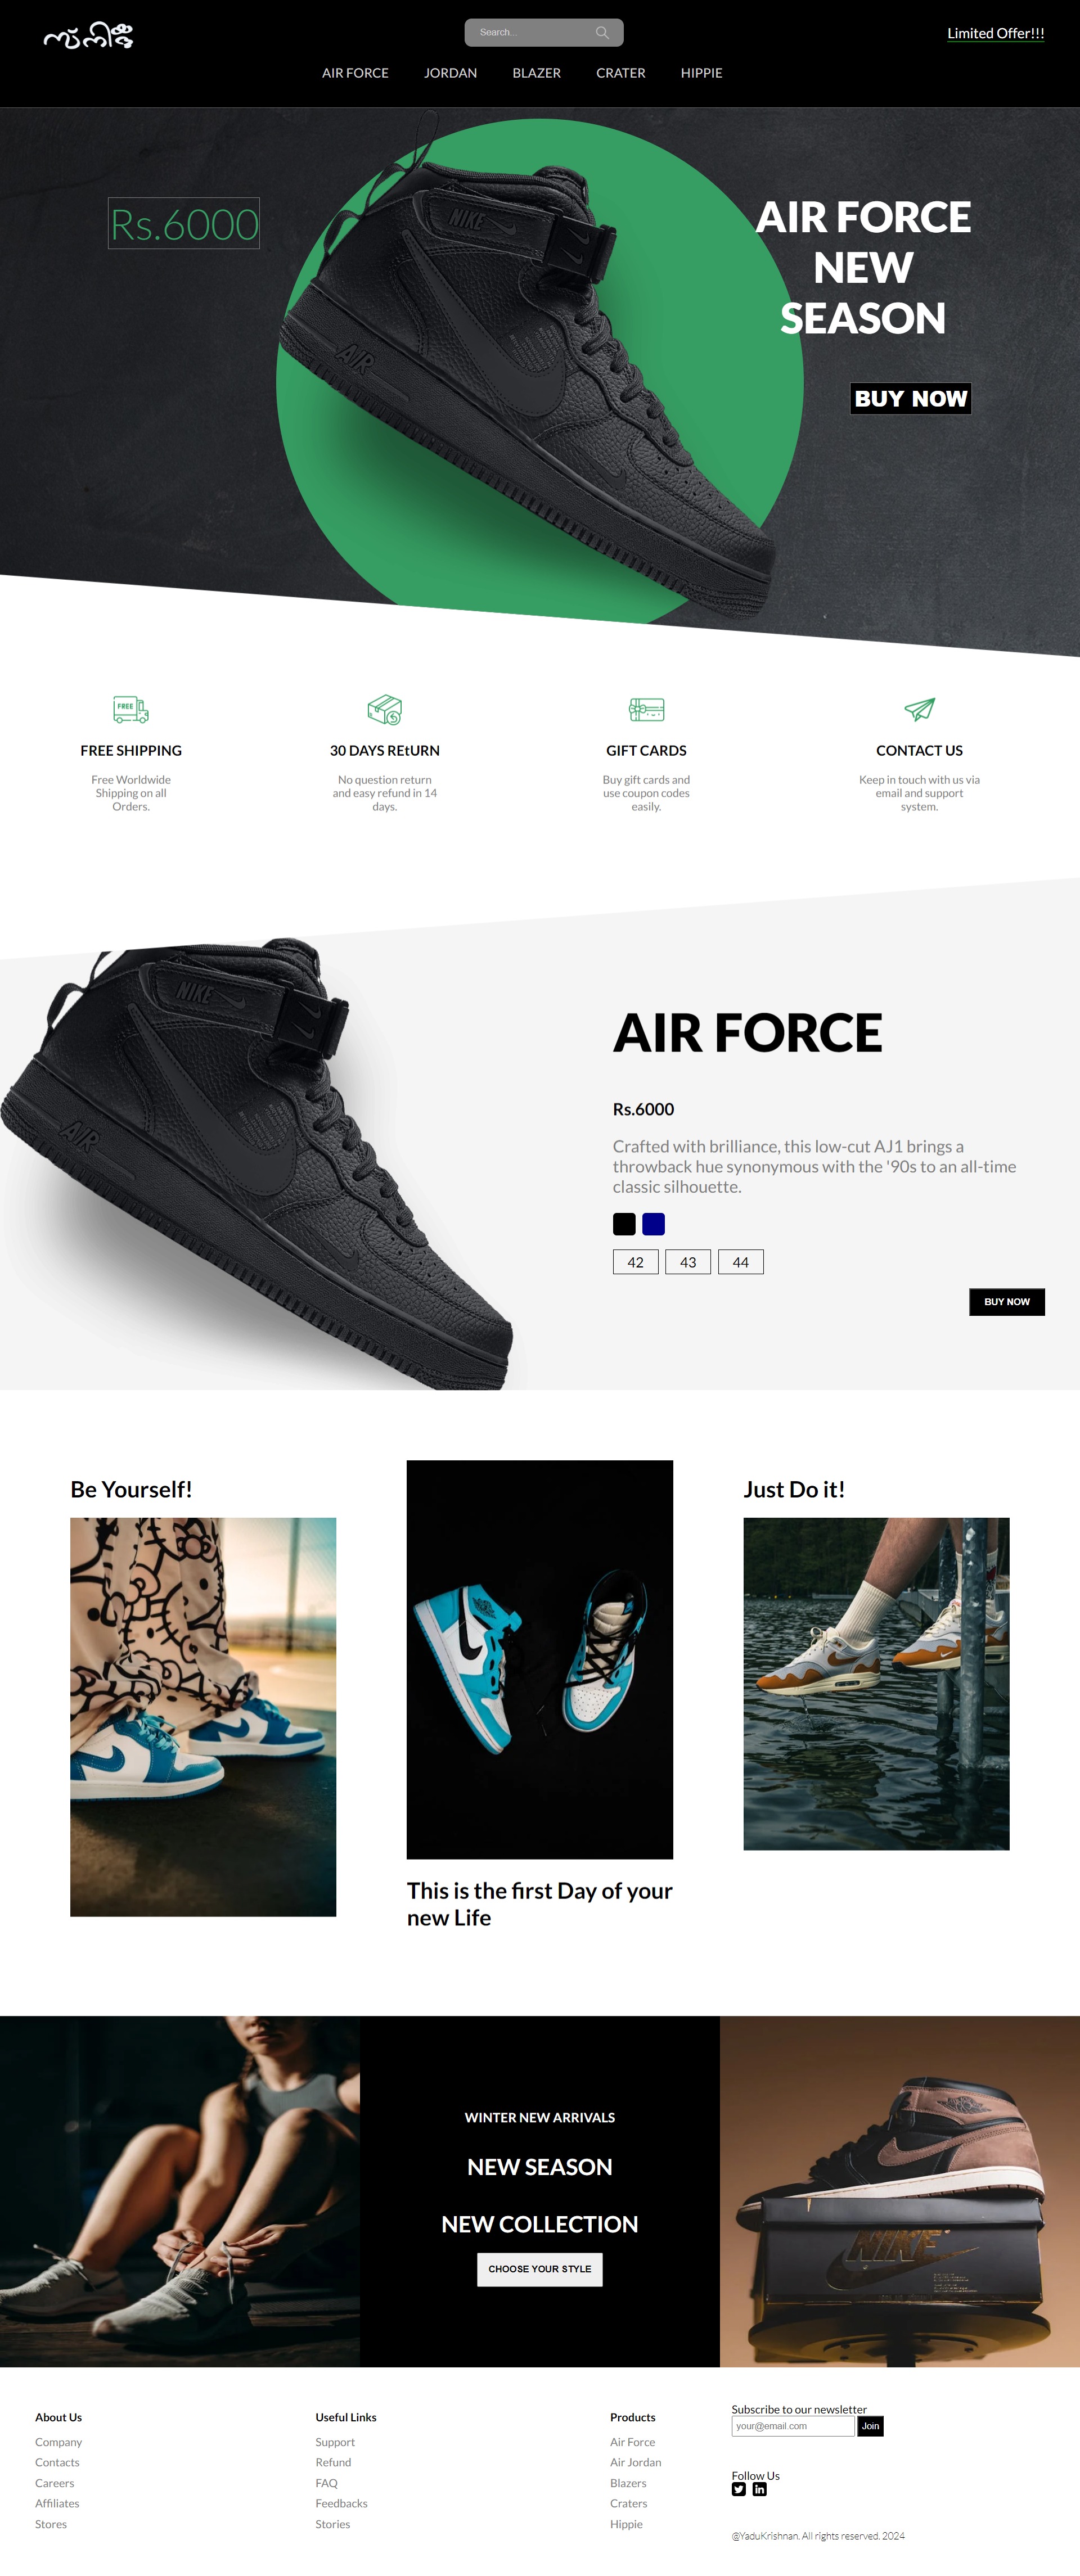 സ്നിക്കേ
Search...
Limited Offer!!!
AIR FORCE JORDAN BLAZER CRATER HIPPIE
Rs.6000
AIR FORCE
NEW
SEASON
BUY NOW
NIKE
AIR
FREE
FREE SHIPPING
Free Worldwide
Shipping on all
Orders.
30 DAYS REtURN
No question return
and easy refund in 14
days.
GIFT CARDS
Buy gift cards and
use coupon codes
easily.
CONTACT US
Keep in touch with us via
email and support
system.
NIKE
AIR
AIR FORCE
Rs.6000
Crafted with brilliance, this low-cut AJ1 brings a
throwback hue synonymous with the '90s to an all-time
classic silhouette.
42 43 44
BUY NOW
Be Yourself!
This is the first Day of your
new Life
Just Do it!
WINTER NEW ARRIVALS
NEW SEASON
NEW COLLECTION
CHOOSE YOUR STYLE
NIKE
About Us
Company
Contacts
Careers
Affiliates
Stores
Useful Links
Support
Refund
FAQ
Feedbacks
Stories
Products
Air Force
Air Jordan
Blazers
Craters
Hippie
Subscribe to our newsletter
your@email.com Join
Follow Us
@YaduKrishnan. All rights reserved. 2024